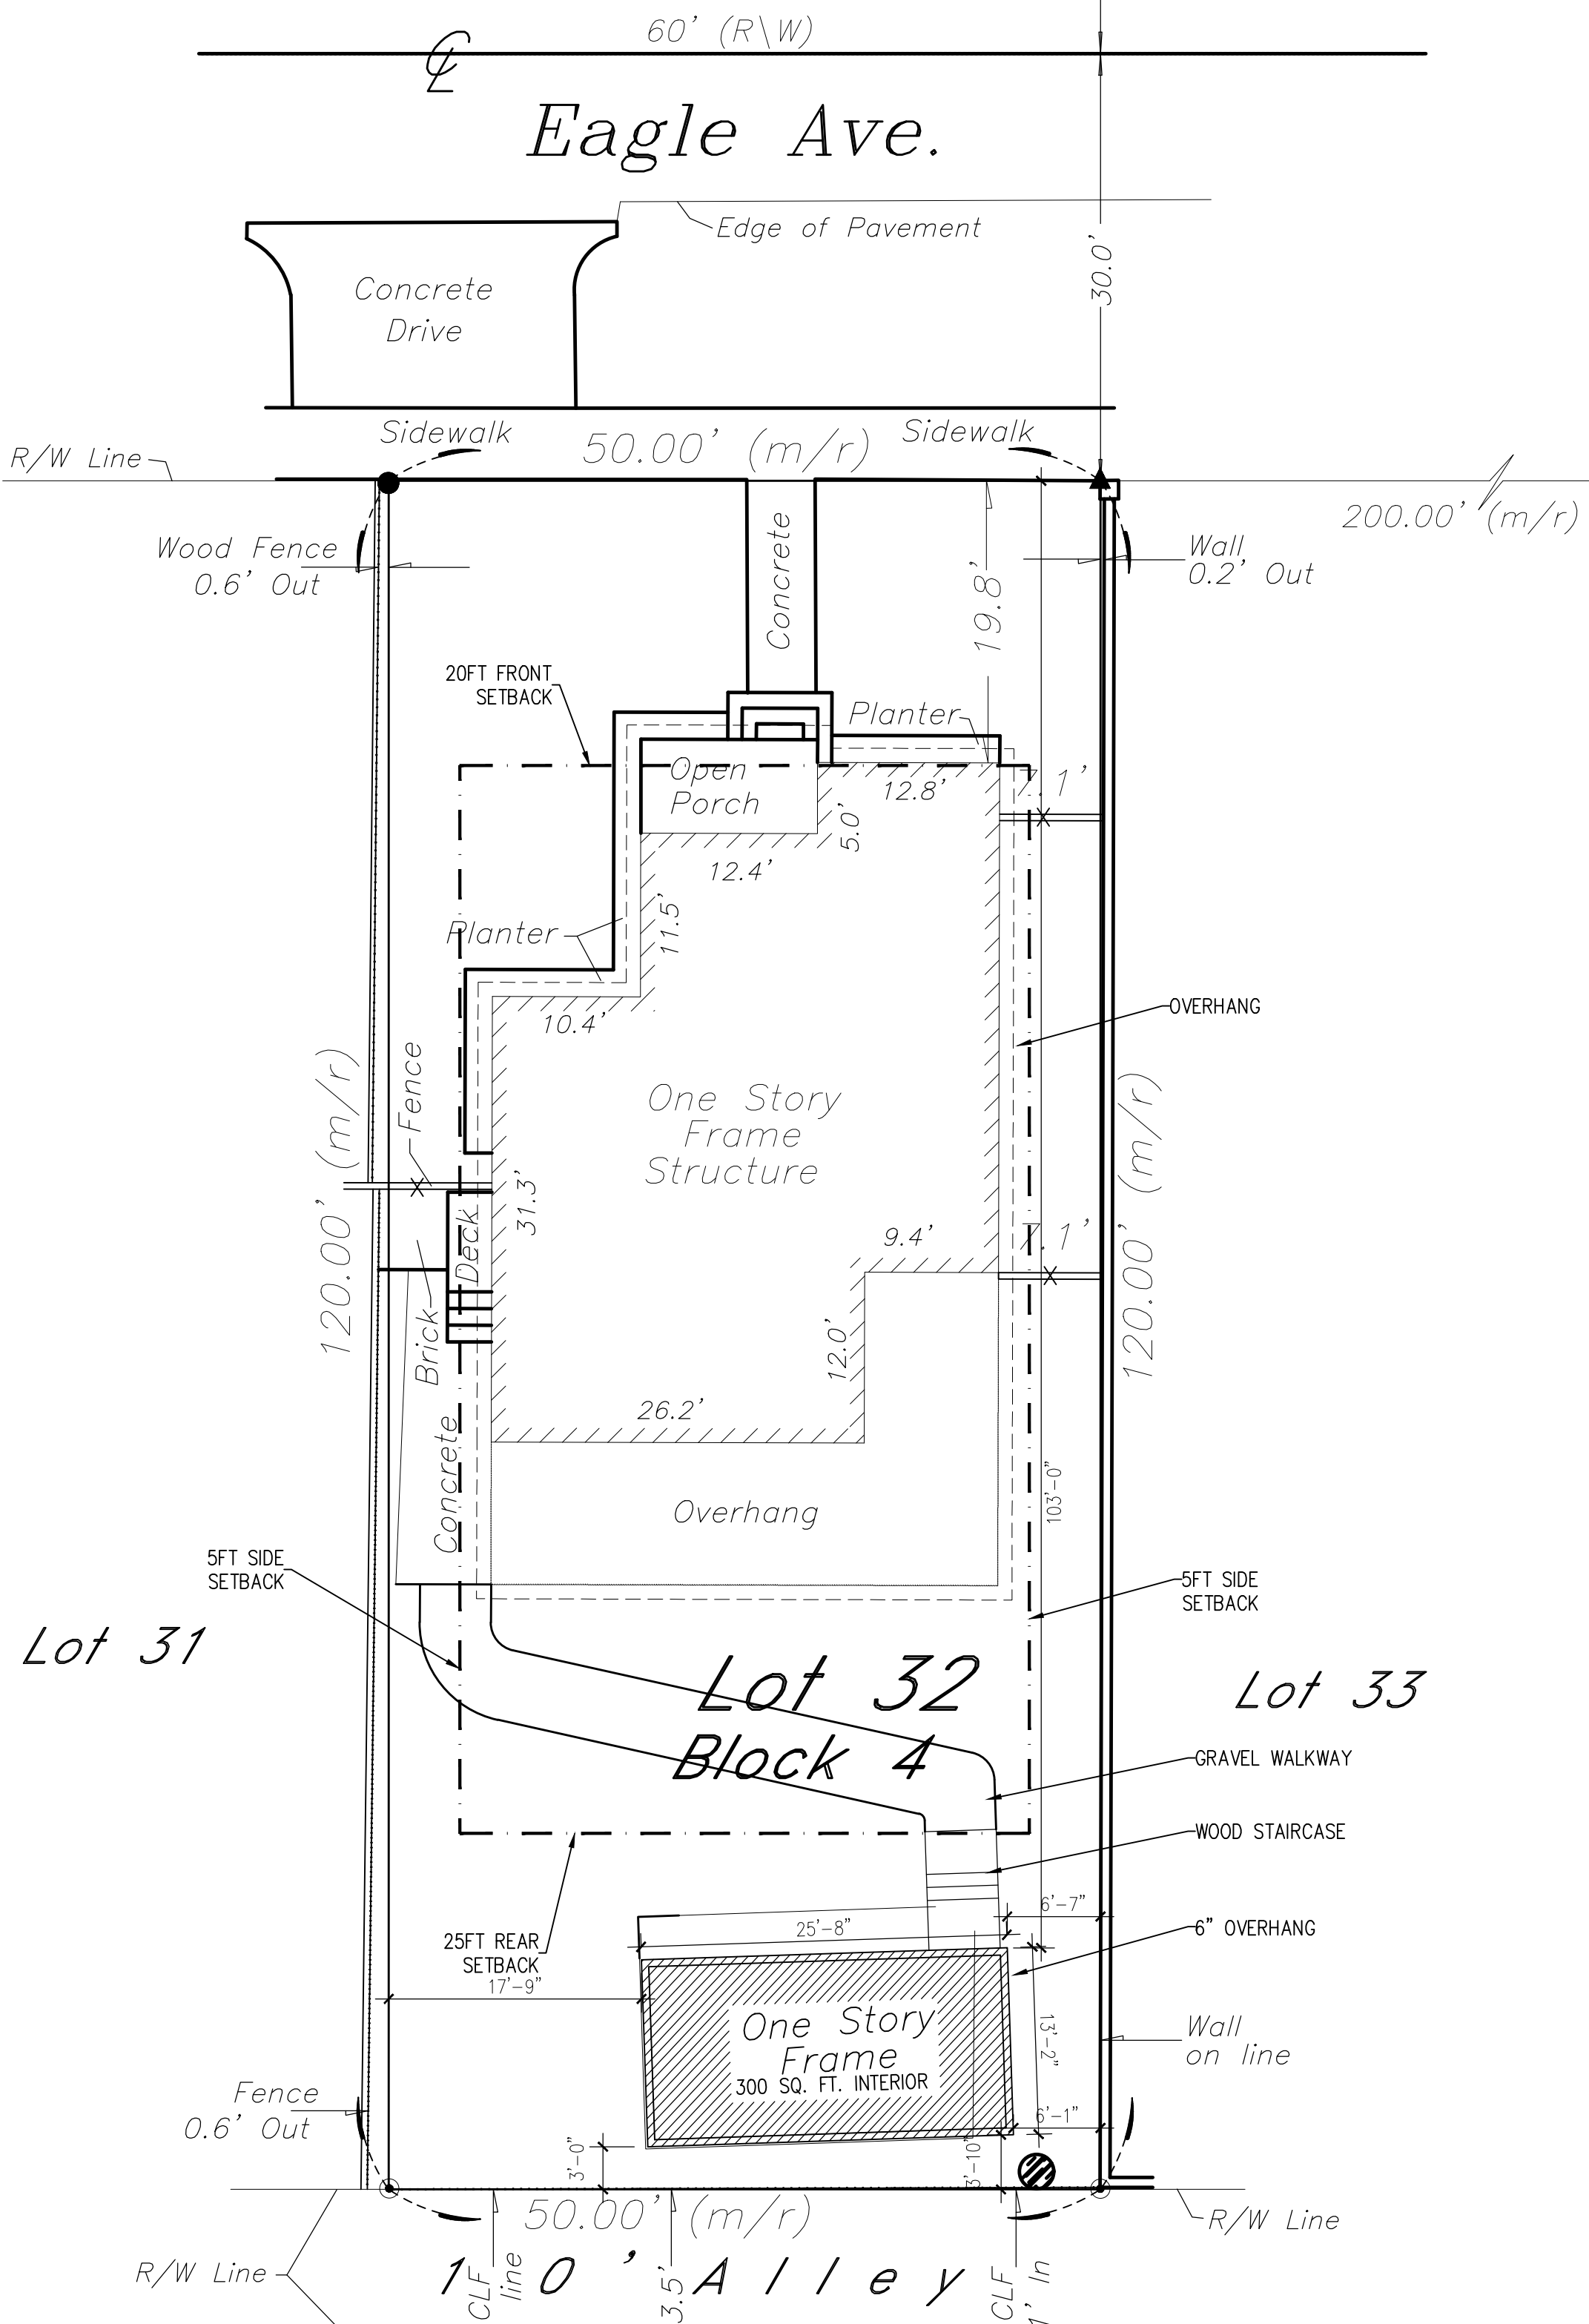 60' (R\W)
Eagle Ave.
Edge of Pavement
30.0'
Concrete
Drive
Sidewalk
50.00' (m/r)
Sidewalk
R/W Line
200.00' (m/r)
Wood Fence
0.6' Out
Concrete
19.8'
Wall
0.2' Out
20FT FRONT
SETBACK
Planter
Open
Porch
12.8'
7.1'
5.0'
12.4'
11.5'
Planter
10.4'
OVERHANG
Fence
120.00' (m/r)
One Story
Frame
Structure
120.00' (m/r)
31.3'
Deck
9.4'
7.1'
Brick
12.0'
26.2'
Concrete
103'-0"
Overhang
5FT SIDE
SETBACK
5FT SIDE
SETBACK
Lot 31
Lot 32
Block 4
Lot 33
GRAVEL WALKWAY
WOOD STAIRCASE
6'-7"
25'-8"
6" OVERHANG
25FT REAR
SETBACK
17'-9"
One Story
Frame
300 SQ. FT. INTERIOR
13'-2"
Wall
on line
Fence
0.6' Out
6'-1"
3'-0"
3'-10"
50.00' (m/r)
R/W Line
R/W Line
10' Alley
CLF
line
3.5'
CLF
1' In